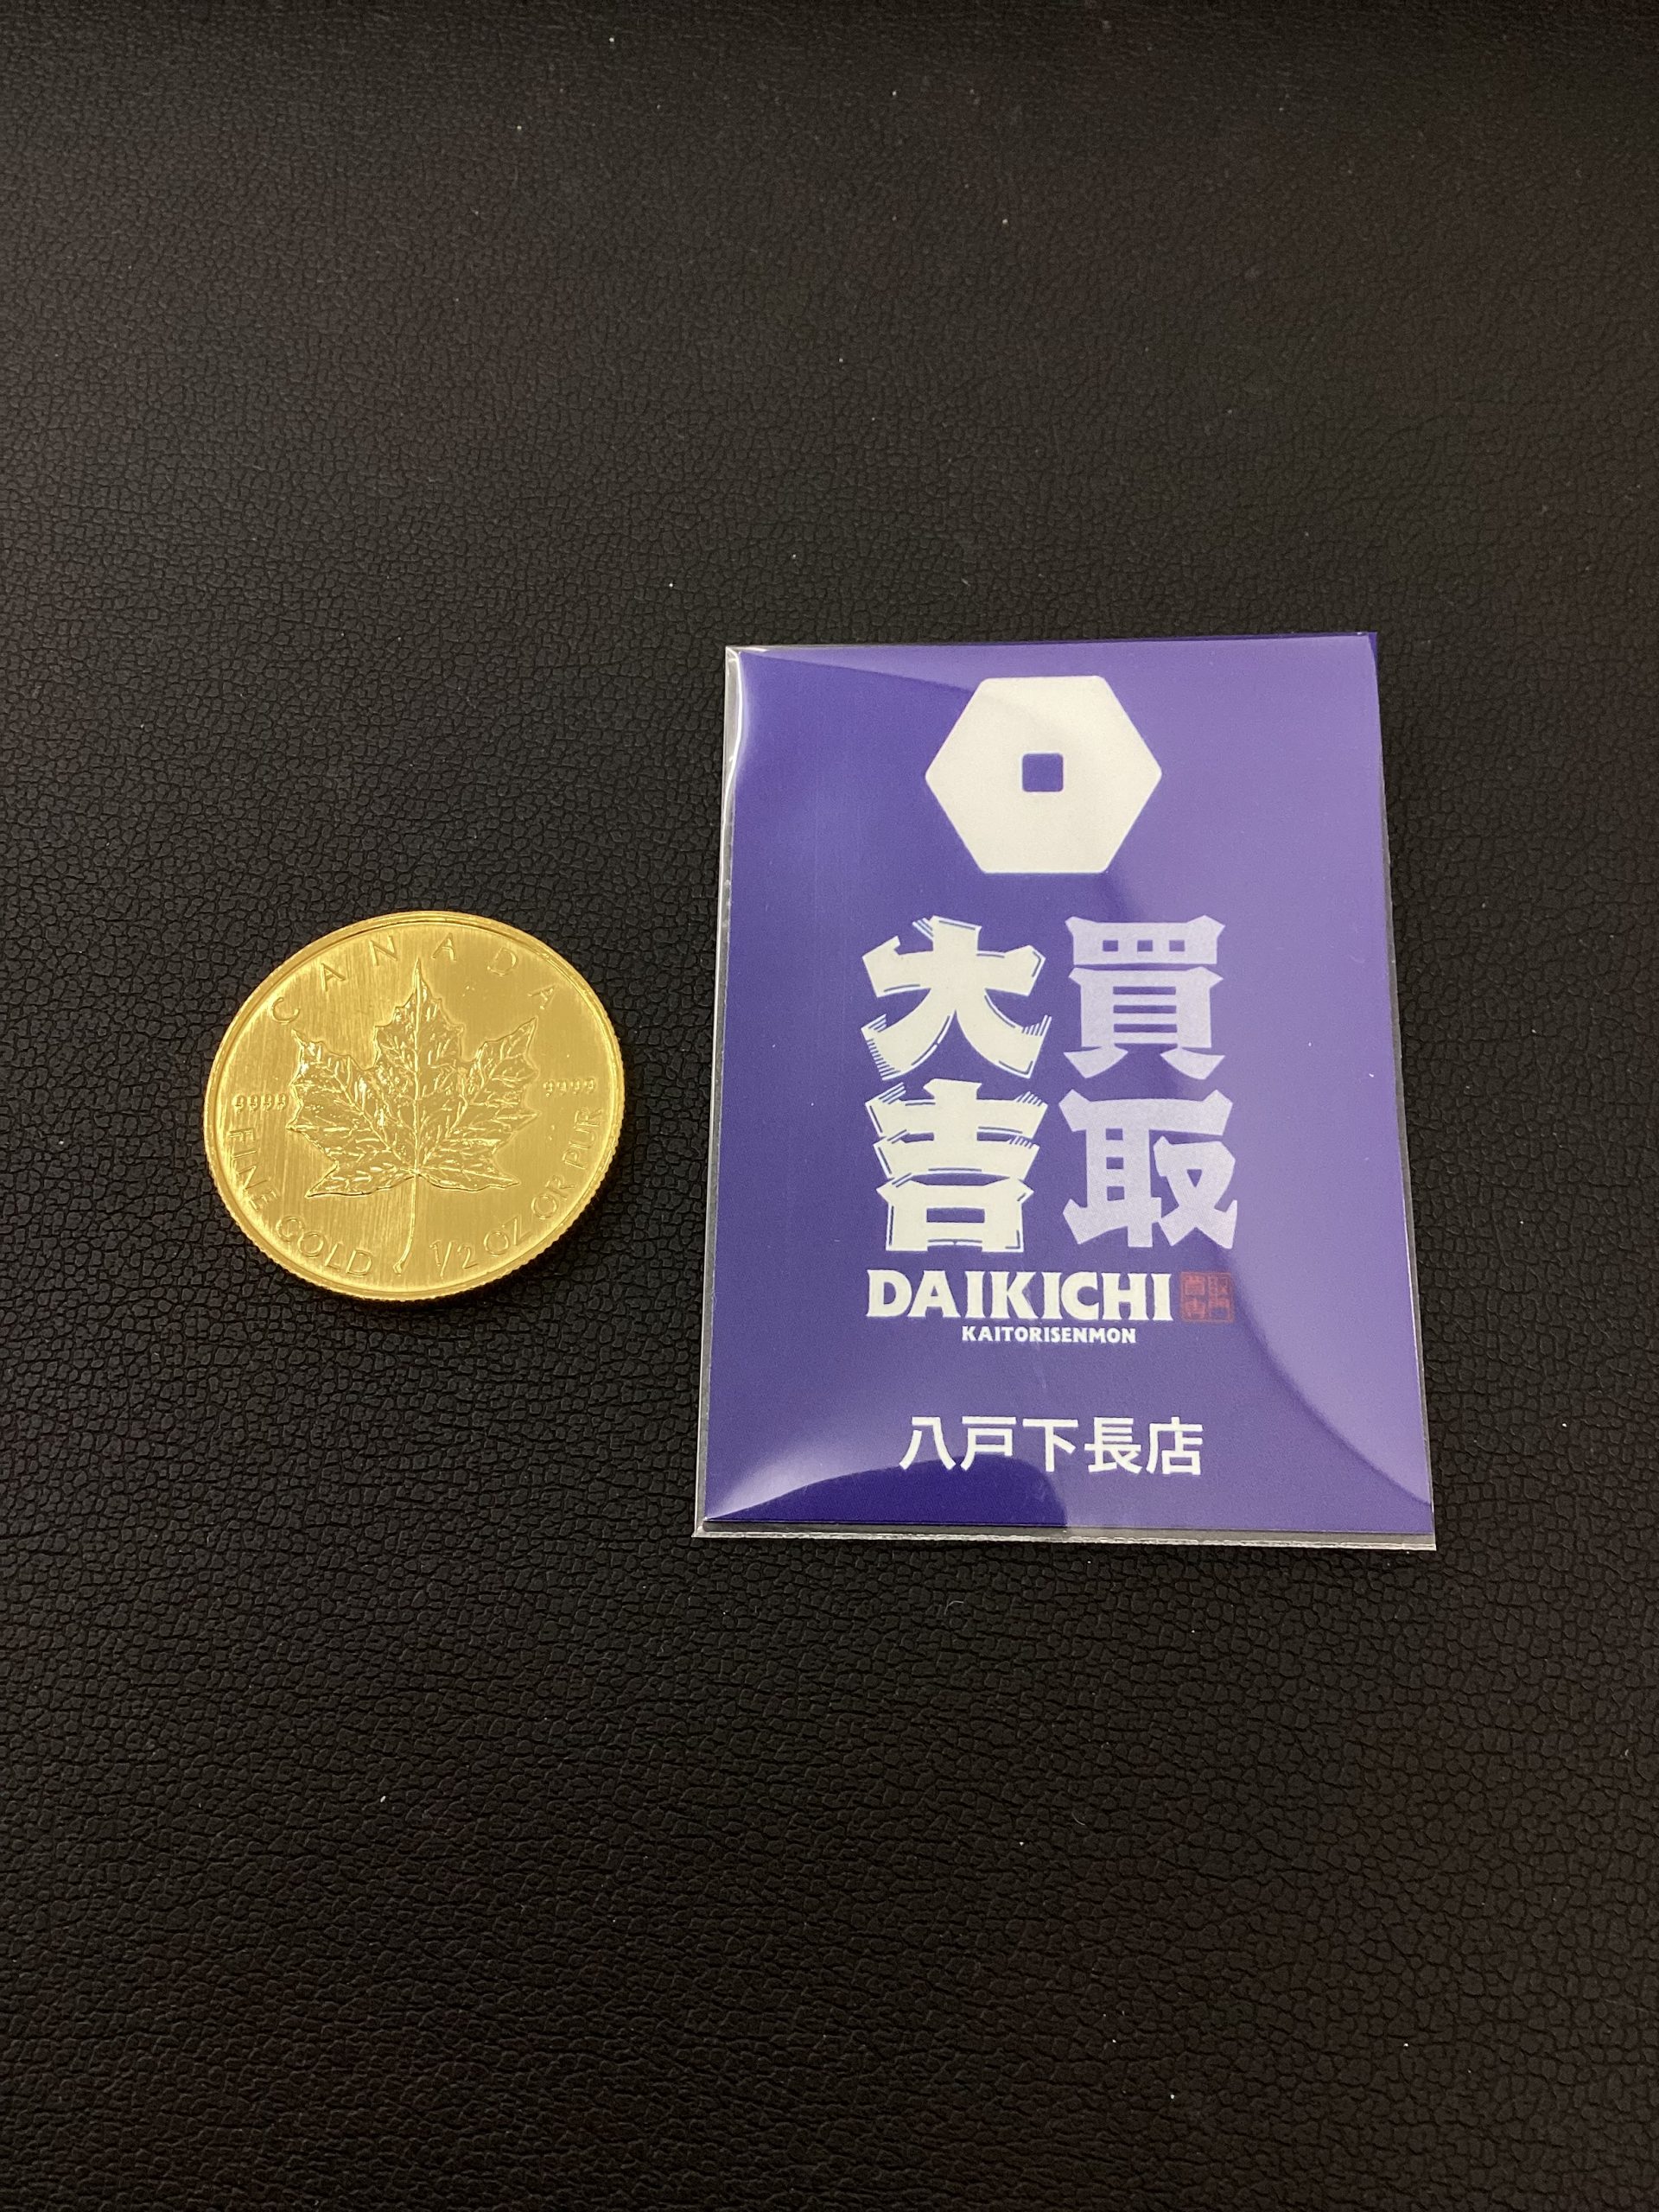 CANADA
9999 9999
FINE GOLD 1/2 OZ OR PUR
買取
大吉
DAIKICHI
KAITORISENMON
八戸下長店